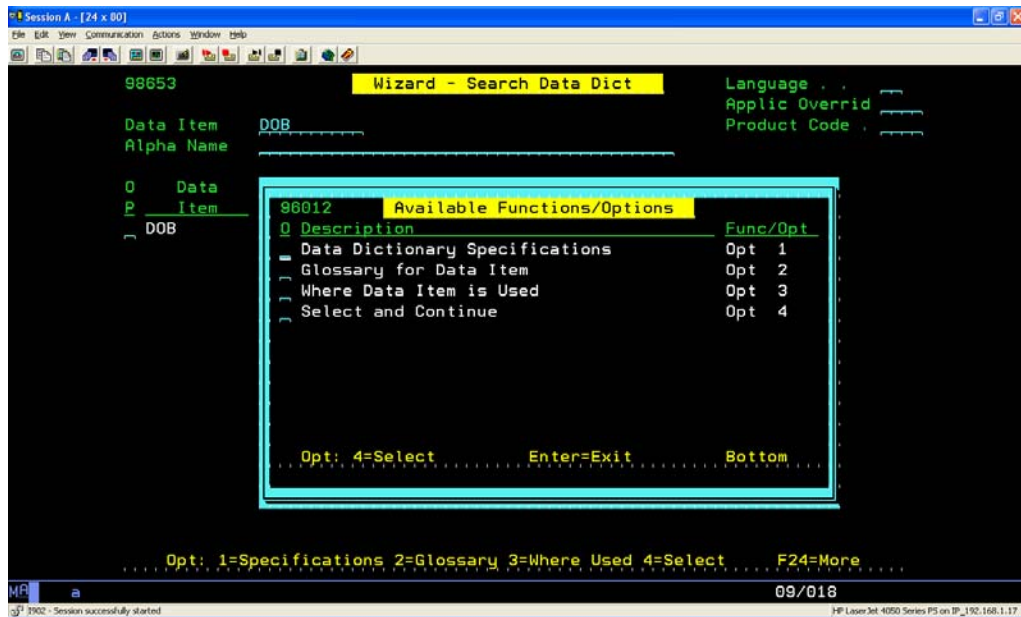 Session A - [24 x 80]
File Edit View Communication Actions Window Help
98653 Wizard - Search Data Dict Language . .
Applic Overrid
Data Item DOB Product Code .
Alpha Name
O Data
P Item
DOB
96012 Available Functions/Options
O Description Func/Opt
Data Dictionary Specifications Opt 1
Glossary for Data Item Opt 2
Where Data Item is Used Opt 3
Select and Continue Opt 4
Opt: 4=Select Enter=Exit Bottom
Opt: 1=Specifications 2=Glossary 3=Where Used 4=Select F24=More
MA a 09/018
I902 - Session successfully started HP LaserJet 4050 Series PS on IP_192.168.1.17